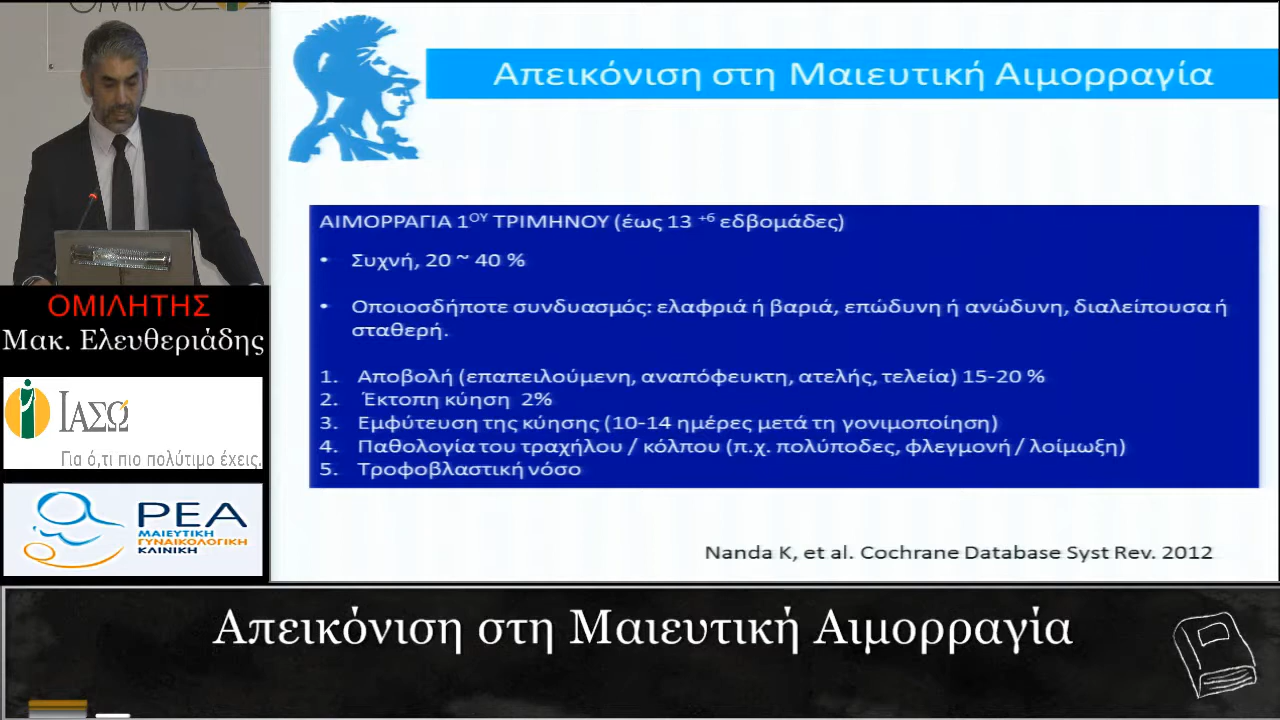 Απεικόνιση στη Μαιευτική Αιμορραγία
ΑΙΜΟΡΡΑΓΙΑ 1ΟΥ ΤΡΙΜΗΝΟΥ (έως 13 +6 εδβομάδες)
• Συχνή, 20 ~ 40 %
• Οποιοσδήποτε συνδυασμός: ελαφριά ή βαριά, επώδυνη ή ανώδυνη, διαλείπουσα ή
σταθερή.
1. Αποβολή (επαπειλούμενη, αναπόφευκτη, ατελής, τελεία) 15-20 %
2. Έκτοπη κύηση 2%
3. Εμφύτευση της κύησης (10-14 ημέρες μετά τη γονιμοποίηση)
4. Παθολογία του τραχήλου / κόλπου (π.χ. πολύποδες, φλεγμονή / λοίμωξη)
5. Τροφοβλαστική νόσο
Nanda K, et al. Cochrane Database Syst Rev. 2012
ΟΜΙΛΗΤΗΣ
Μακ. Ελευθεριάδης
ΙΑΣΩ
Για ό,τι πιο πολύτιμο έχεις.
ΡΕΑ
ΜΑΙΕΥΤΙΚΗ
ΓΥΝΑΙΚΟΛΟΓΙΚΗ
ΚΛΙΝΙΚΗ
Απεικόνιση στη Μαιευτική Αιμορραγία